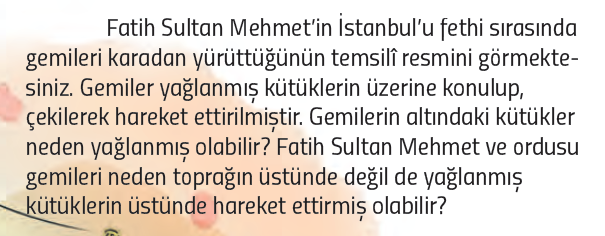 Fatih Sultan Mehmet’in İstanbul’u fethi sırasında
gemileri karadan yürüttüğünün temsilî resmini görmekte-
siniz. Gemiler yağlanmış kütüklerin üzerine konulup,
çekilerek hareket ettirilmiştir. Gemilerin altındaki kütükler
neden yağlanmış olabilir? Fatih Sultan Mehmet ve ordusu
gemileri neden toprağın üstünde değil de yağlanmış
kütüklerin üstünde hareket ettirmiş olabilir?